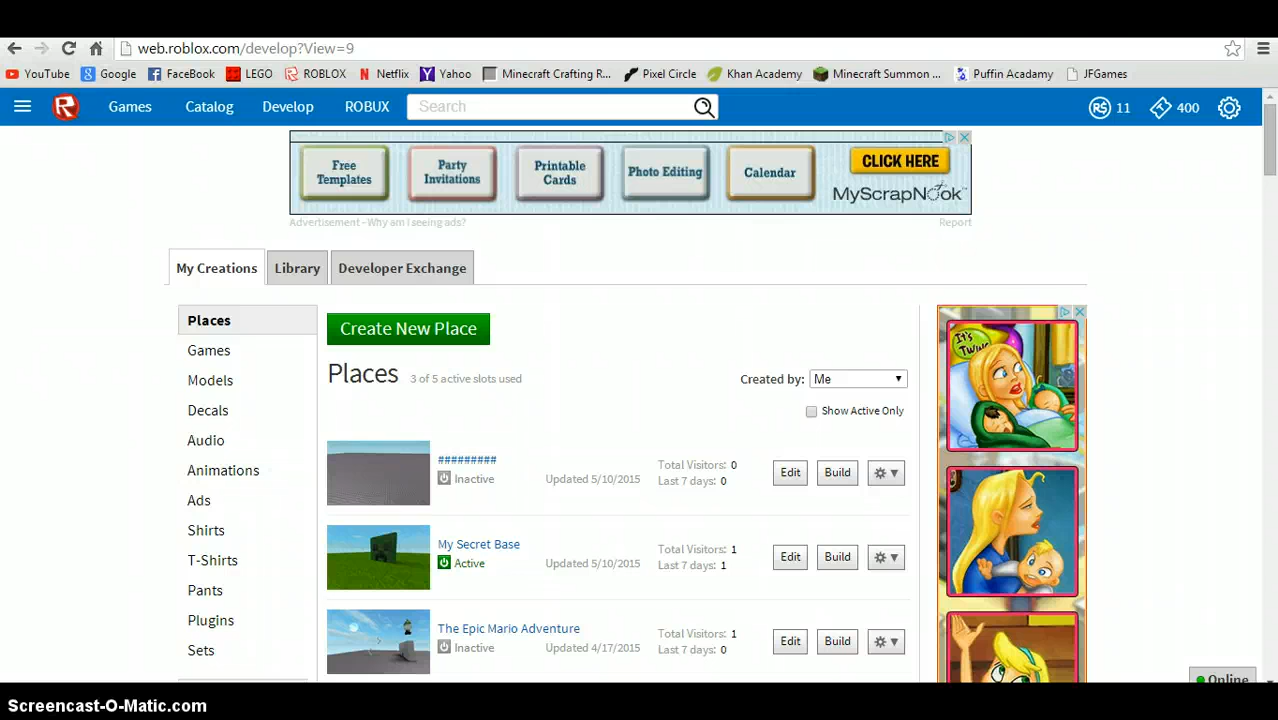 web.roblox.com/develop?View=9
YouTube Google FaceBook LEGO ROBLOX Netflix Yahoo Minecraft Crafting R... Pixel Circle Khan Academy Minecraft Summon ... Puffin Acadamy JFGames
Games Catalog Develop ROBUX Search R$ 11 400
Free Templates
Party Invitations
Printable Cards
Photo Editing
Calendar
CLICK HERE
MyScrapNook
Advertisement - Why am I seeing ads? Report
My Creations Library Developer Exchange
Places
Games
Models
Decals
Audio
Animations
Ads
Shirts
T-Shirts
Pants
Plugins
Sets
Create New Place
Places 3 of 5 active slots used
Created by: Me
Show Active Only
#########
Inactive Updated 5/10/2015
Total Visitors: 0
Last 7 days: 0
Edit Build
My Secret Base
Active Updated 5/10/2015
Total Visitors: 1
Last 7 days: 1
Edit Build
The Epic Mario Adventure
Inactive Updated 4/17/2015
Total Visitors: 1
Last 7 days: 0
Edit Build
It's Twins
Online
Screencast-O-Matic.com